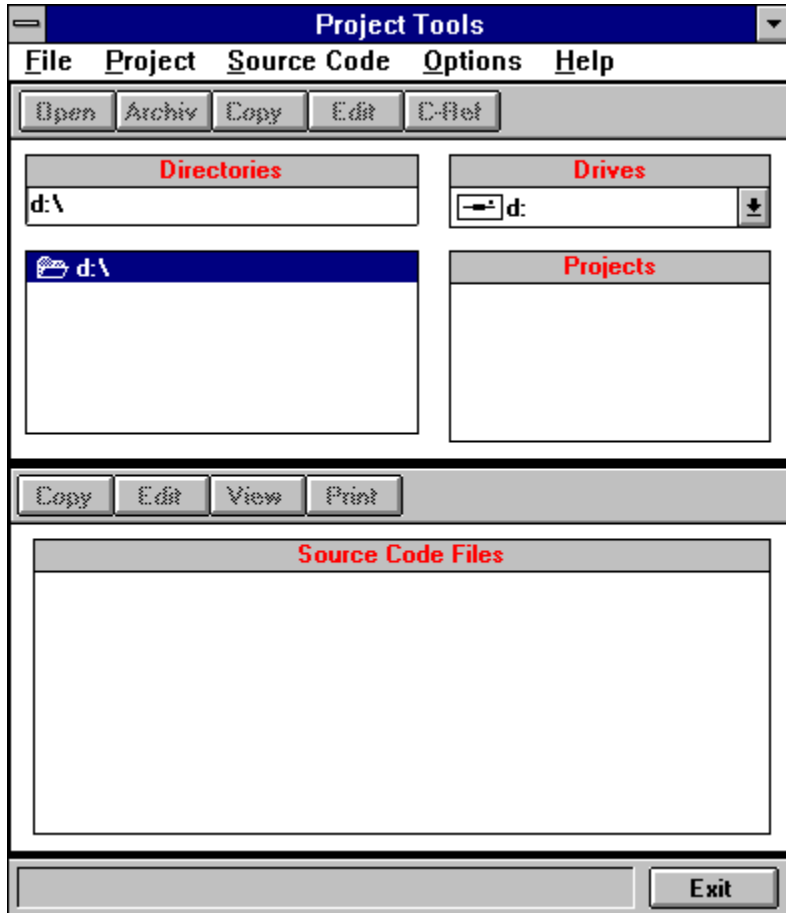 Project Tools
File Project Source Code Options Help
Open Archiv Copy Edit C-Ref
Directories Drives
d:\ d:
d:\ Projects
Copy Edit View Print
Source Code Files
Exit